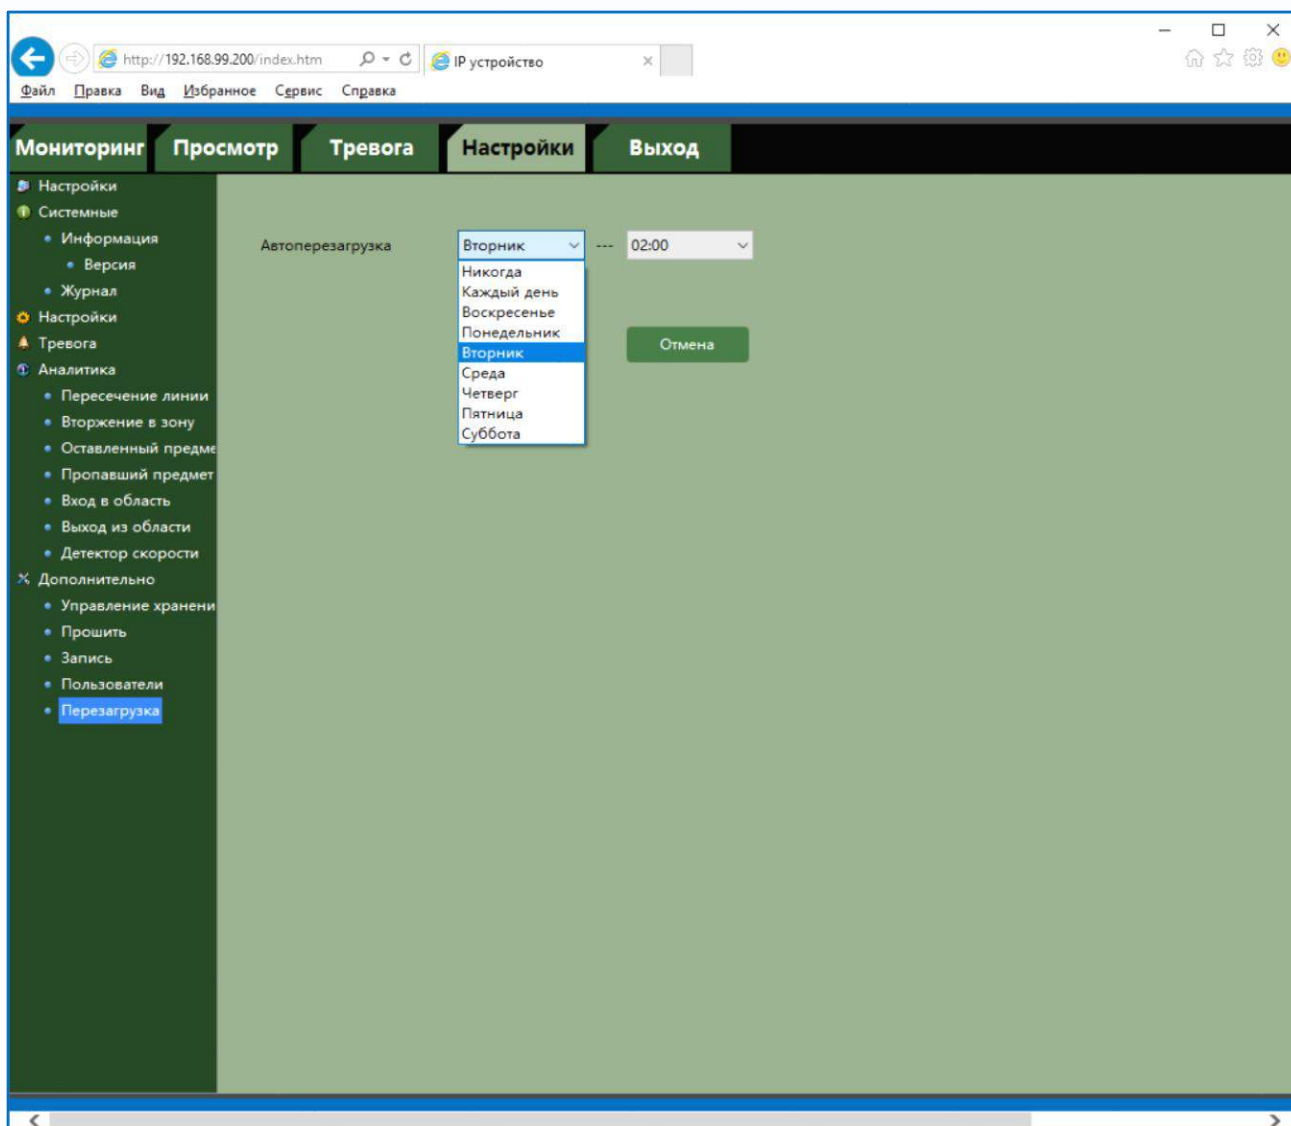 http://192.168.99.200/index.htm
IP устройство
Файл Правка Вид Избранное Сервис Справка
Мониторинг Просмотр Тревога Настройки Выход
Настройки
Системные
Информация
Версия
Журнал
Настройки
Тревога
Аналитика
Пересечение линии
Вторжение в зону
Оставленный предме
Пропавший предмет
Вход в область
Выход из области
Детектор скорости
Дополнительно
Управление хранени
Прошить
Запись
Пользователи
Перезагрузка
Автоперезагрузка Вторник --- 02:00
Никогда
Каждый день
Воскресенье
Понедельник
Вторник
Среда
Четверг
Пятница
Суббота
Отмена